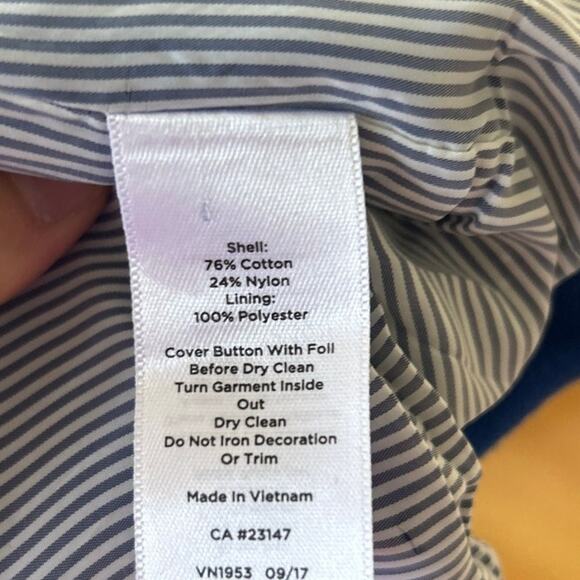 Shell:
76% Cotton
24% Nylon
Lining:
100% Polyester
Cover Button With Foil
Before Dry Clean
Turn Garment Inside
Out
Dry Clean
Do Not Iron Decoration
Or Trim
Made In Vietnam
CA #23147
VN1953 09/17